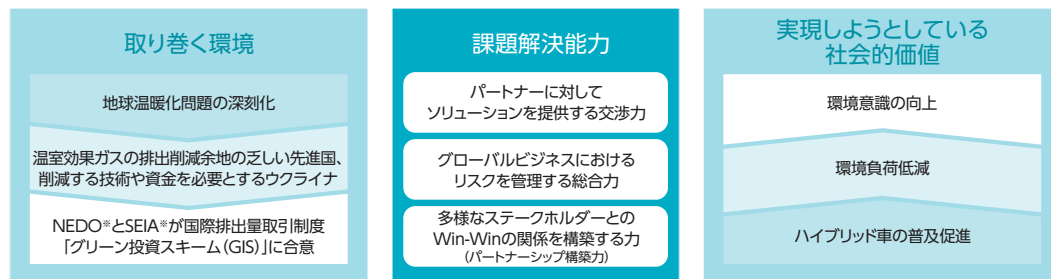 取り巻く環境
地球温暖化問題の深刻化
温室効果ガスの排出削減余地の乏しい先進国、
削減する技術や資金を必要とするウクライナ
NEDO※とSEIA※が国際排出量取引制度
「グリーン投資スキーム（GIS）」に合意
課題解決能力
パートナーに対して
ソリューションを提供する交渉力
グローバルビジネスにおける
リスクを管理する総合力
多様なステークホルダーとの
Win-Winの関係を構築する力
（パートナーシップ構築力）
実現しようとしている
社会的価値
環境意識の向上
環境負荷低減
ハイブリッド車の普及促進